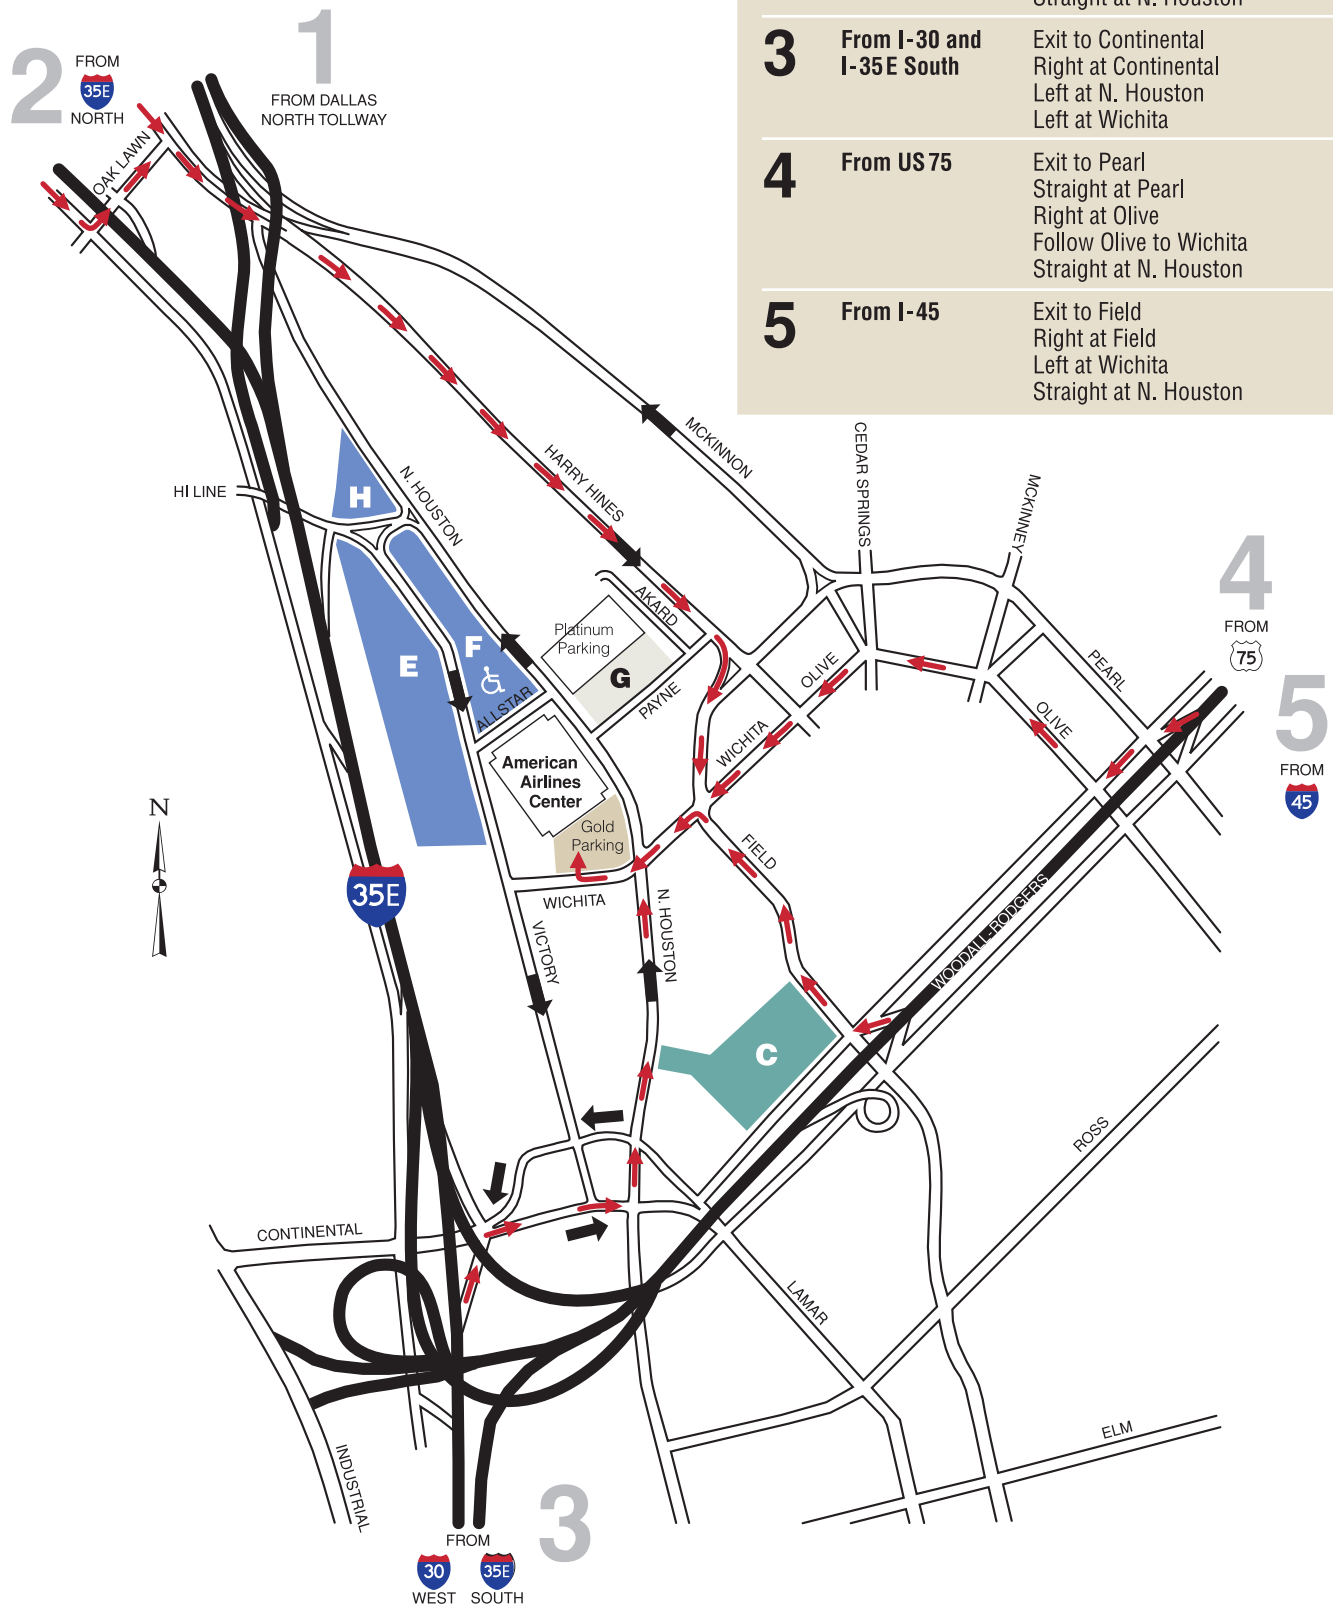 Straight at N. Houston
3
From I-30 and
I-35E South
Exit to Continental
Right at Continental
Left at N. Houston
Left at Wichita
4
From US 75
Exit to Pearl
Straight at Pearl
Right at Olive
Follow Olive to Wichita
Straight at N. Houston
5
From I-45
Exit to Field
Right at Field
Left at Wichita
Straight at N. Houston
1
FROM DALLAS
NORTH TOLLWAY
2
FROM
35E
NORTH
OAK LAWN
HI LINE
H
N. HOUSTON
HARRY HINES
MCKINNON
CEDAR SPRINGS
MCKINNEY
4
FROM
75
5
FROM
45
AKARD
Platinum
Parking
G
PAYNE
E
F
ALLSTAR
OLIVE
PEARL
OLIVE
WICHITA
American
Airlines
Center
Gold
Parking
N
35E
WICHITA
FIELD
N. HOUSTON
VICTORY
WOODALL-RODGERS
C
ROSS
CONTINENTAL
LAMAR
ELM
INDUSTRIAL
3
FROM
30
35E
WEST
SOUTH